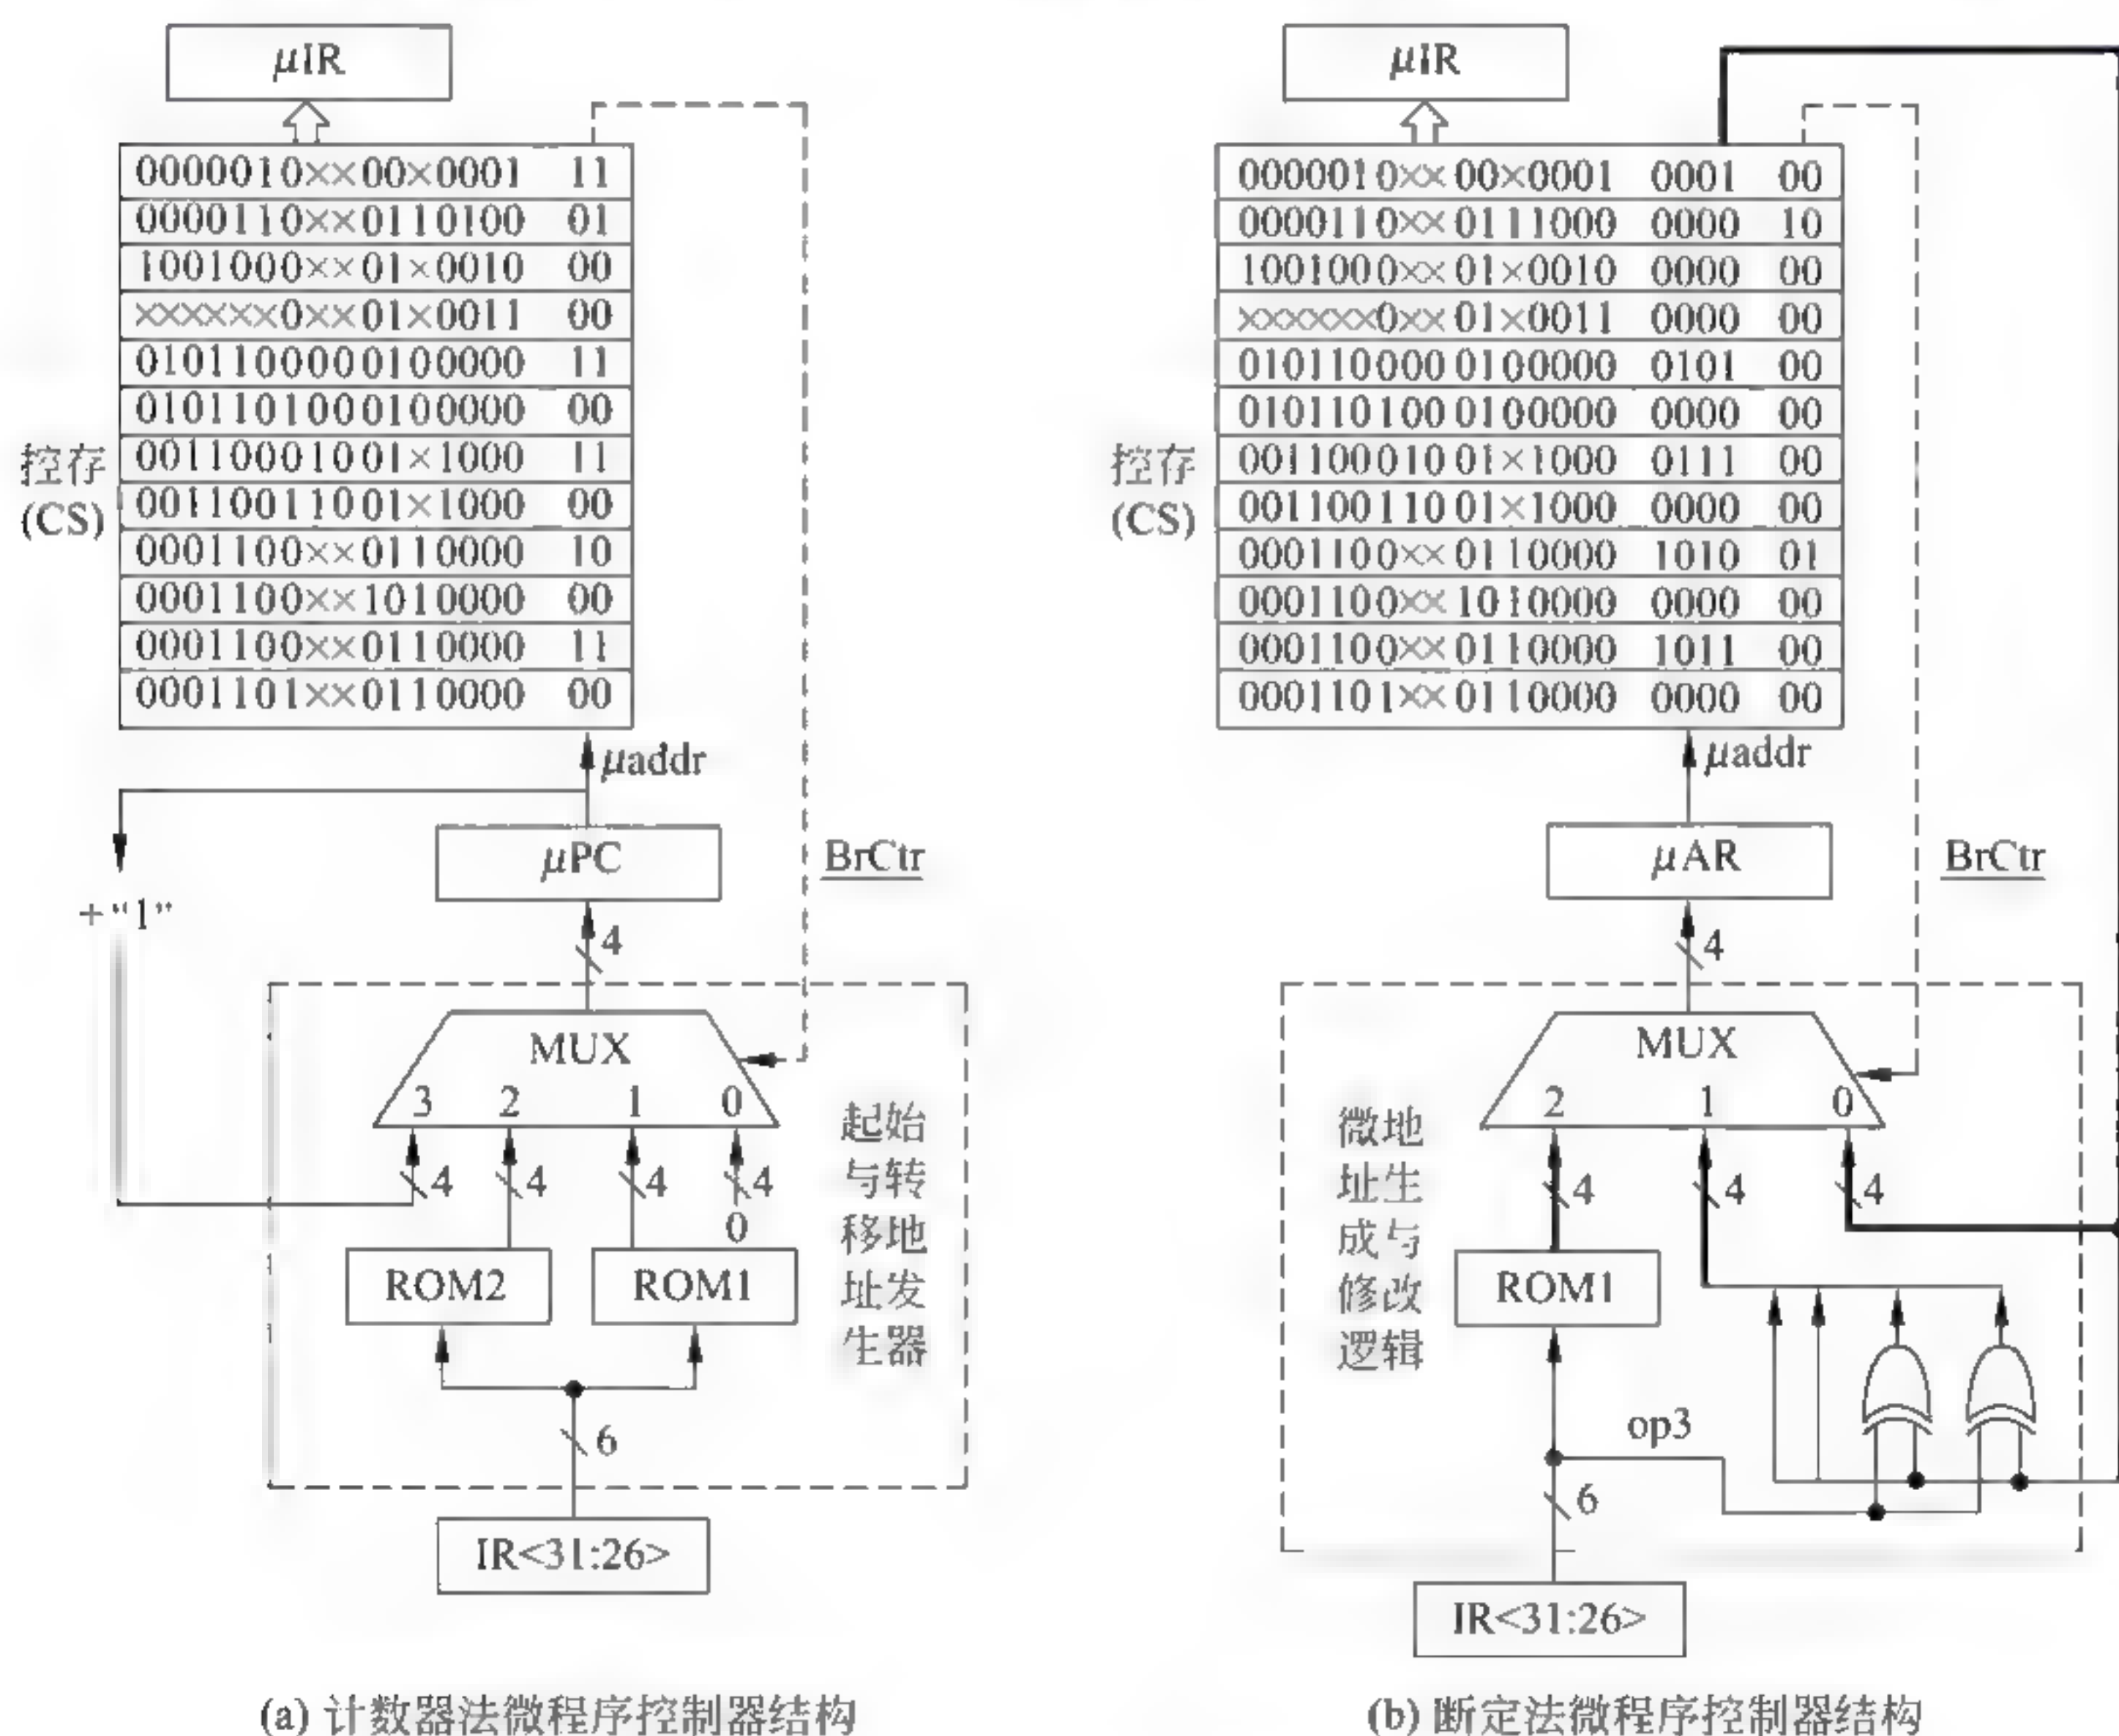 μIR
0000010××00×0001 11
0000110××0110100 01
1001000××01×0010 00
××××××0××01×0011 00
0101100000100000 11
0101101000100000 00
00110001001×1000 11
00110011001×1000 00
0001100××0110000 10
0001100××1010000 00
0001100××0110000 11
0001101××0110000 00
控存
(CS)
μaddr
+“1”
μPC
BrCtr
4
MUX
3 2 1 0
4 4 4 4
0
ROM2 ROM1
起始
与转
移地
址发
生器
6
IR<31:26>
(a) 计数器法微程序控制器结构
μIR
0000010××00×0001 0001 00
0000110××0111000 0000 10
1001000××01×0010 0000 00
××××××0××01×0011 0000 00
0101100000100000 0101 00
0101101000100000 0000 00
00110001001×1000 0111 00
00110011001×1000 0000 00
0001100××0110000 1010 01
0001100××1010000 0000 00
0001100××0110000 1011 00
0001101××0110000 0000 00
控存
(CS)
μaddr
μAR
BrCtr
4
MUX
2 1 0
4 4 4
ROM1
微地
址生
成与
修改
逻辑
op3
6
IR<31:26>
(b) 断定法微程序控制器结构